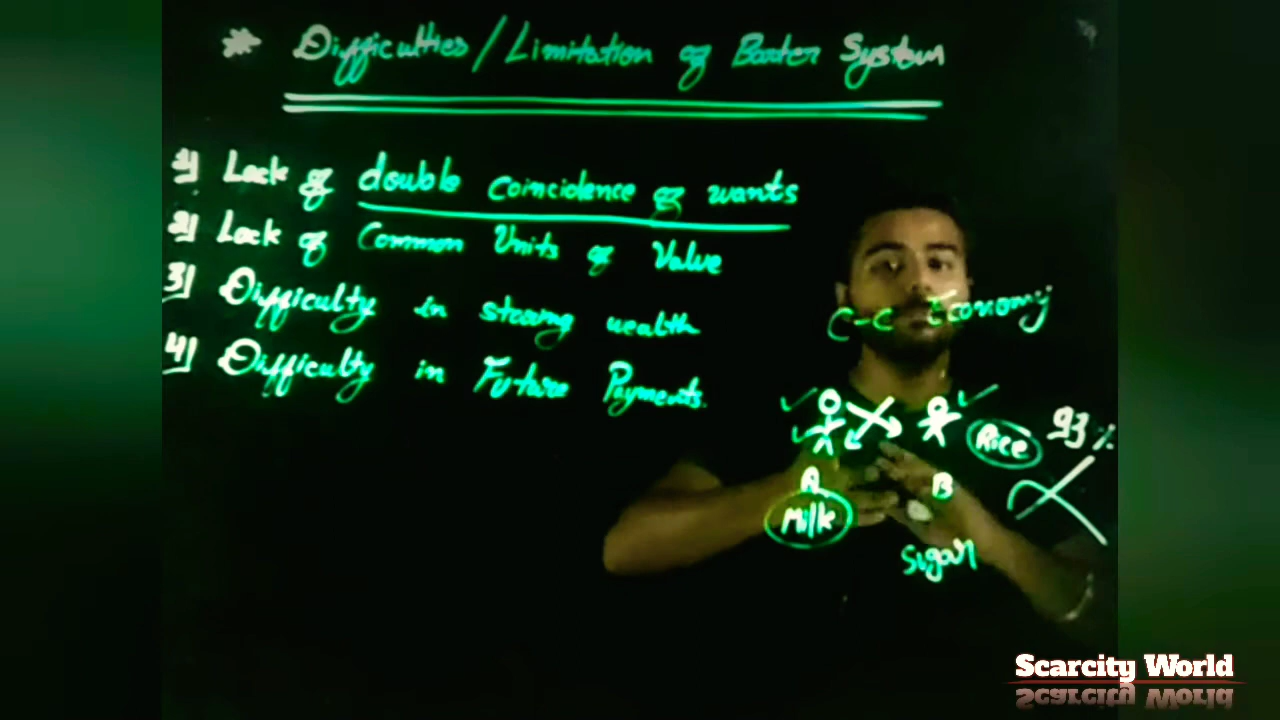 * Difficulties / Limitation of Barter System
1) Lack of double coincidence of wants
2) Lack of Common Units of Value
3) Difficulty in storing wealth
4) Difficulty in Future Payments.
C-C Economy
Rice
93%
A
B
Milk
Sugar
Scarcity World